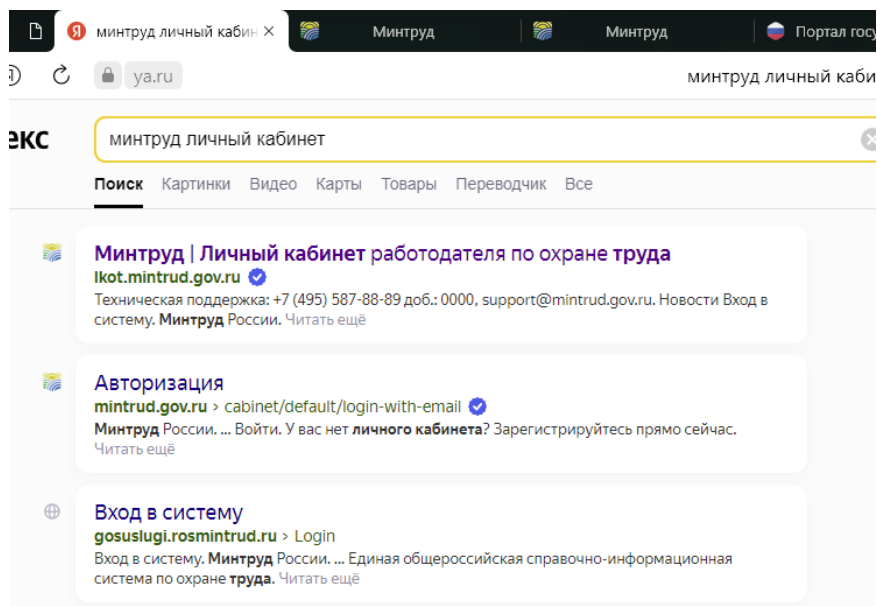 минтруд личный кабин
Минтруд
Минтруд
Портал госу
ya.ru
минтруд личный каби
екс
минтруд личный кабинет
Поиск Картинки Видео Карты Товары Переводчик Все
Минтруд | Личный кабинет работодателя по охране труда
lkot.mintrud.gov.ru
Техническая поддержка: +7 (495) 587-88-89 доб.: 0000, support@mintrud.gov.ru. Новости Вход в
систему. Минтруд России. Читать ещё
Авторизация
mintrud.gov.ru › cabinet/default/login-with-email
Минтруд России. ... Войти. У вас нет личного кабинета? Зарегистрируйтесь прямо сейчас.
Читать ещё
Вход в систему
gosuslugi.rosmintrud.ru › Login
Вход в систему. Минтруд России. ... Единая общероссийская справочно-информационная
система по охране труда. Читать ещё